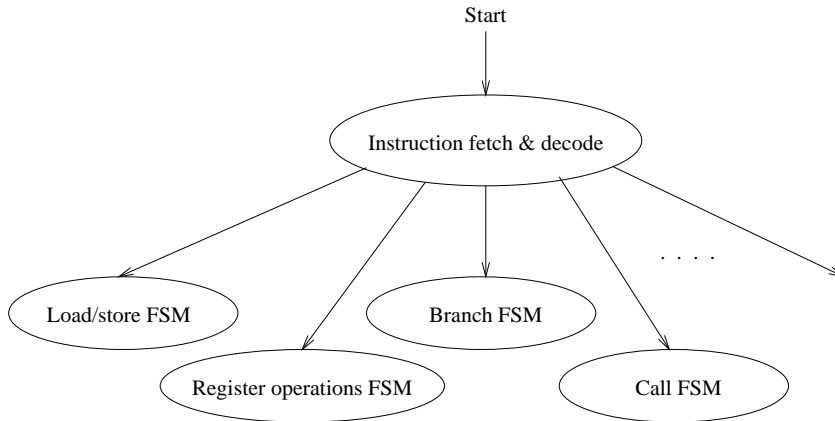 Start
Instruction fetch & decode
. . . .
Load/store FSM
Branch FSM
Register operations FSM
Call FSM